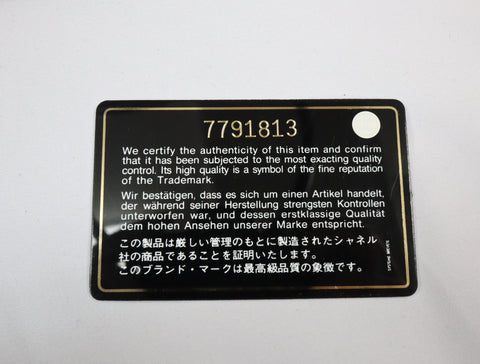 7791813
We certify the authenticity of this item and confirm
that it has been subjected to the most exacting quality
control. Its high quality is a symbol of the fine reputation
of the Trademark.
Wir bestätigen, dass es sich um einen Artikel handelt,
der während seiner Herstellung strengsten Kontrollen
unterworfen war, und dessen erstklassige Qualität
dem hohen Ansehen unserer Marke entspricht.
この製品は厳しい管理のもとに製造されたシャネル
社の商品であることを証明いたします。
このブランド・マークは最高級品質の象徴です。